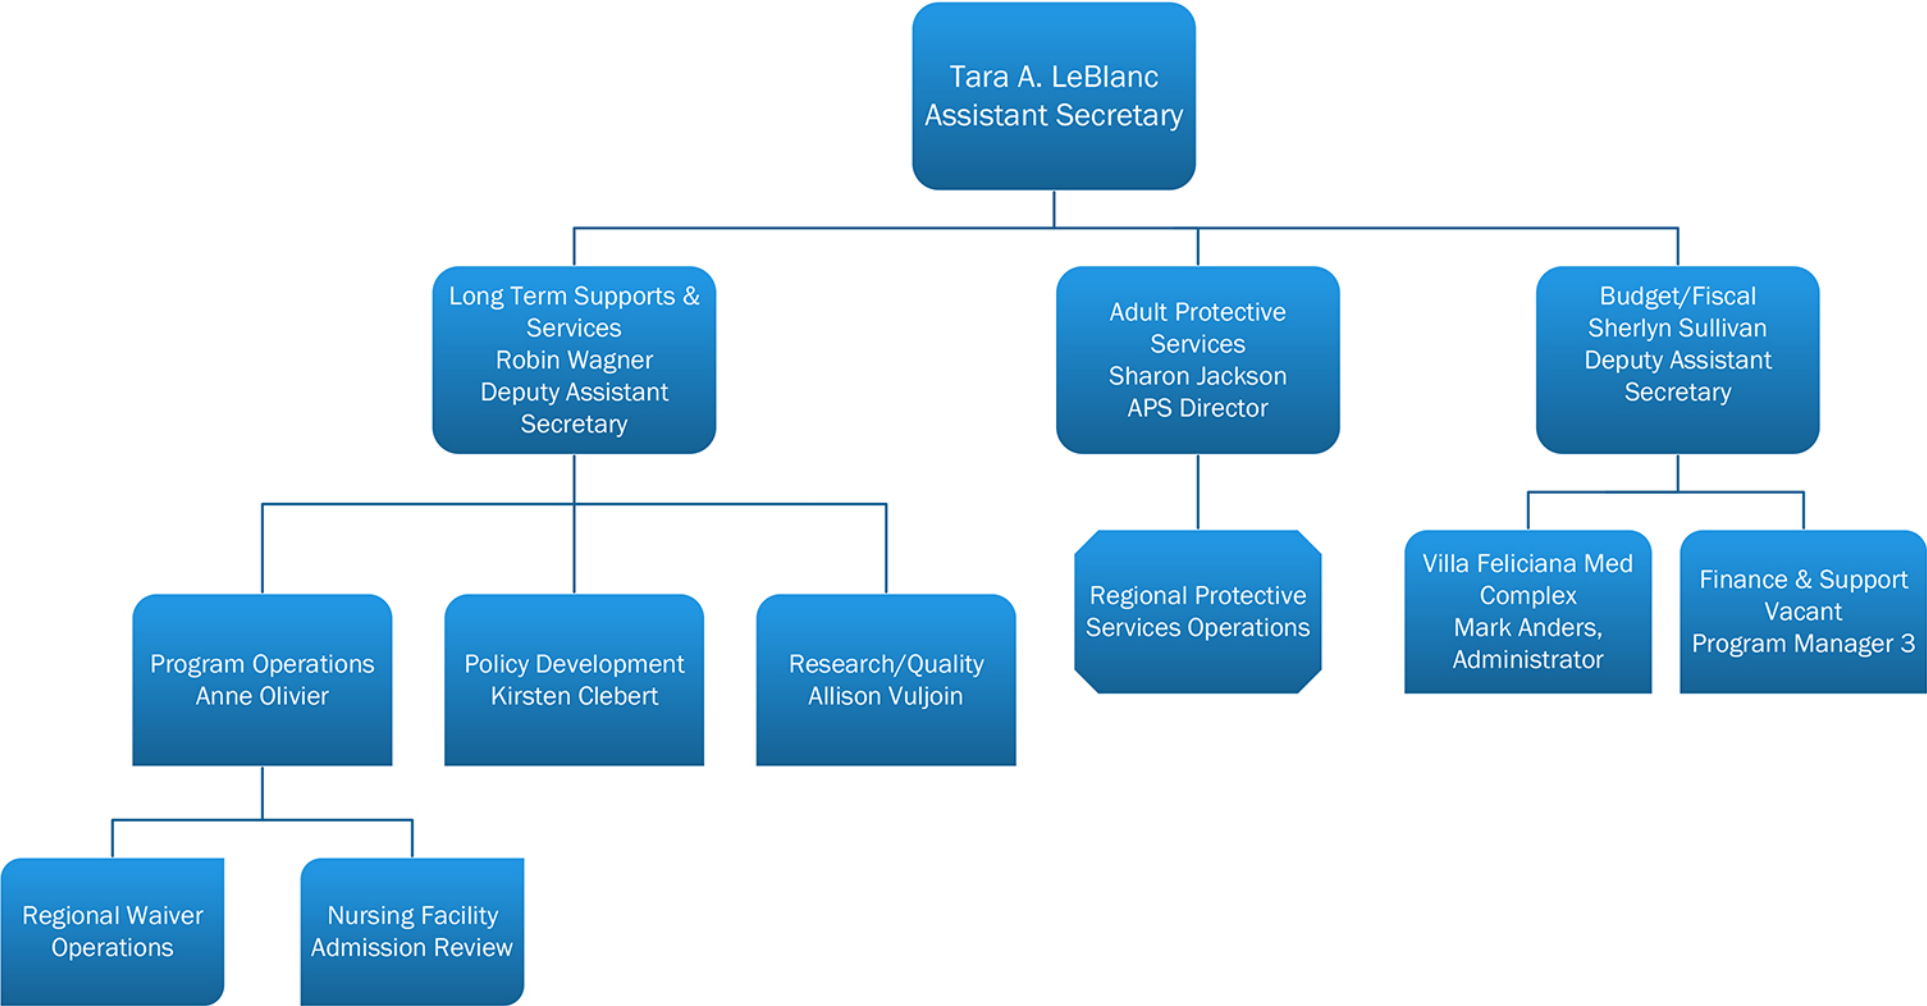 Tara A. LeBlanc
Assistant Secretary
Long Term Supports &
Services
Robin Wagner
Deputy Assistant
Secretary
Adult Protective
Services
Sharon Jackson
APS Director
Budget/Fiscal
Sherlyn Sullivan
Deputy Assistant
Secretary
Program Operations
Anne Olivier
Policy Development
Kirsten Clebert
Research/Quality
Allison Vuljoin
Regional Protective
Services Operations
Villa Feliciana Med
Complex
Mark Anders,
Administrator
Finance & Support
Vacant
Program Manager 3
Regional Waiver
Operations
Nursing Facility
Admission Review